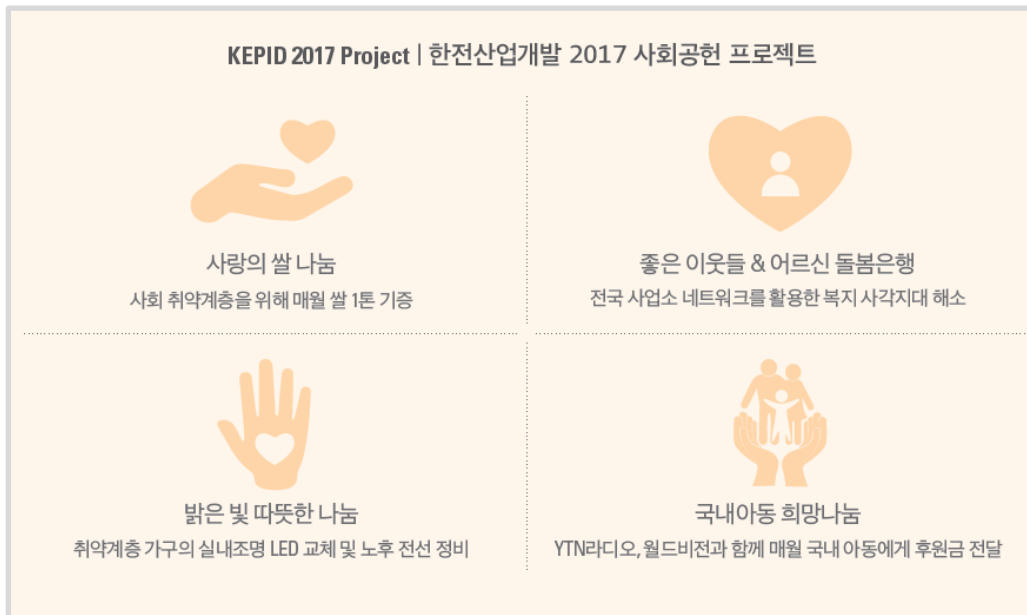 KEPID 2017 Project | 한전산업개발 2017 사회공헌 프로젝트
사랑의 쌀 나눔
사회 취약계층을 위해 매월 쌀 1톤 기증
좋은 이웃들 & 어르신 돌봄은행
전국 사업소 네트워크를 활용한 복지 사각지대 해소
밝은 빛 따뜻한 나눔
취약계층 가구의 실내조명 LED 교체 및 노후 전선 정비
국내아동 희망나눔
YTN라디오, 월드비전과 함께 매월 국내 아동에게 후원금 전달